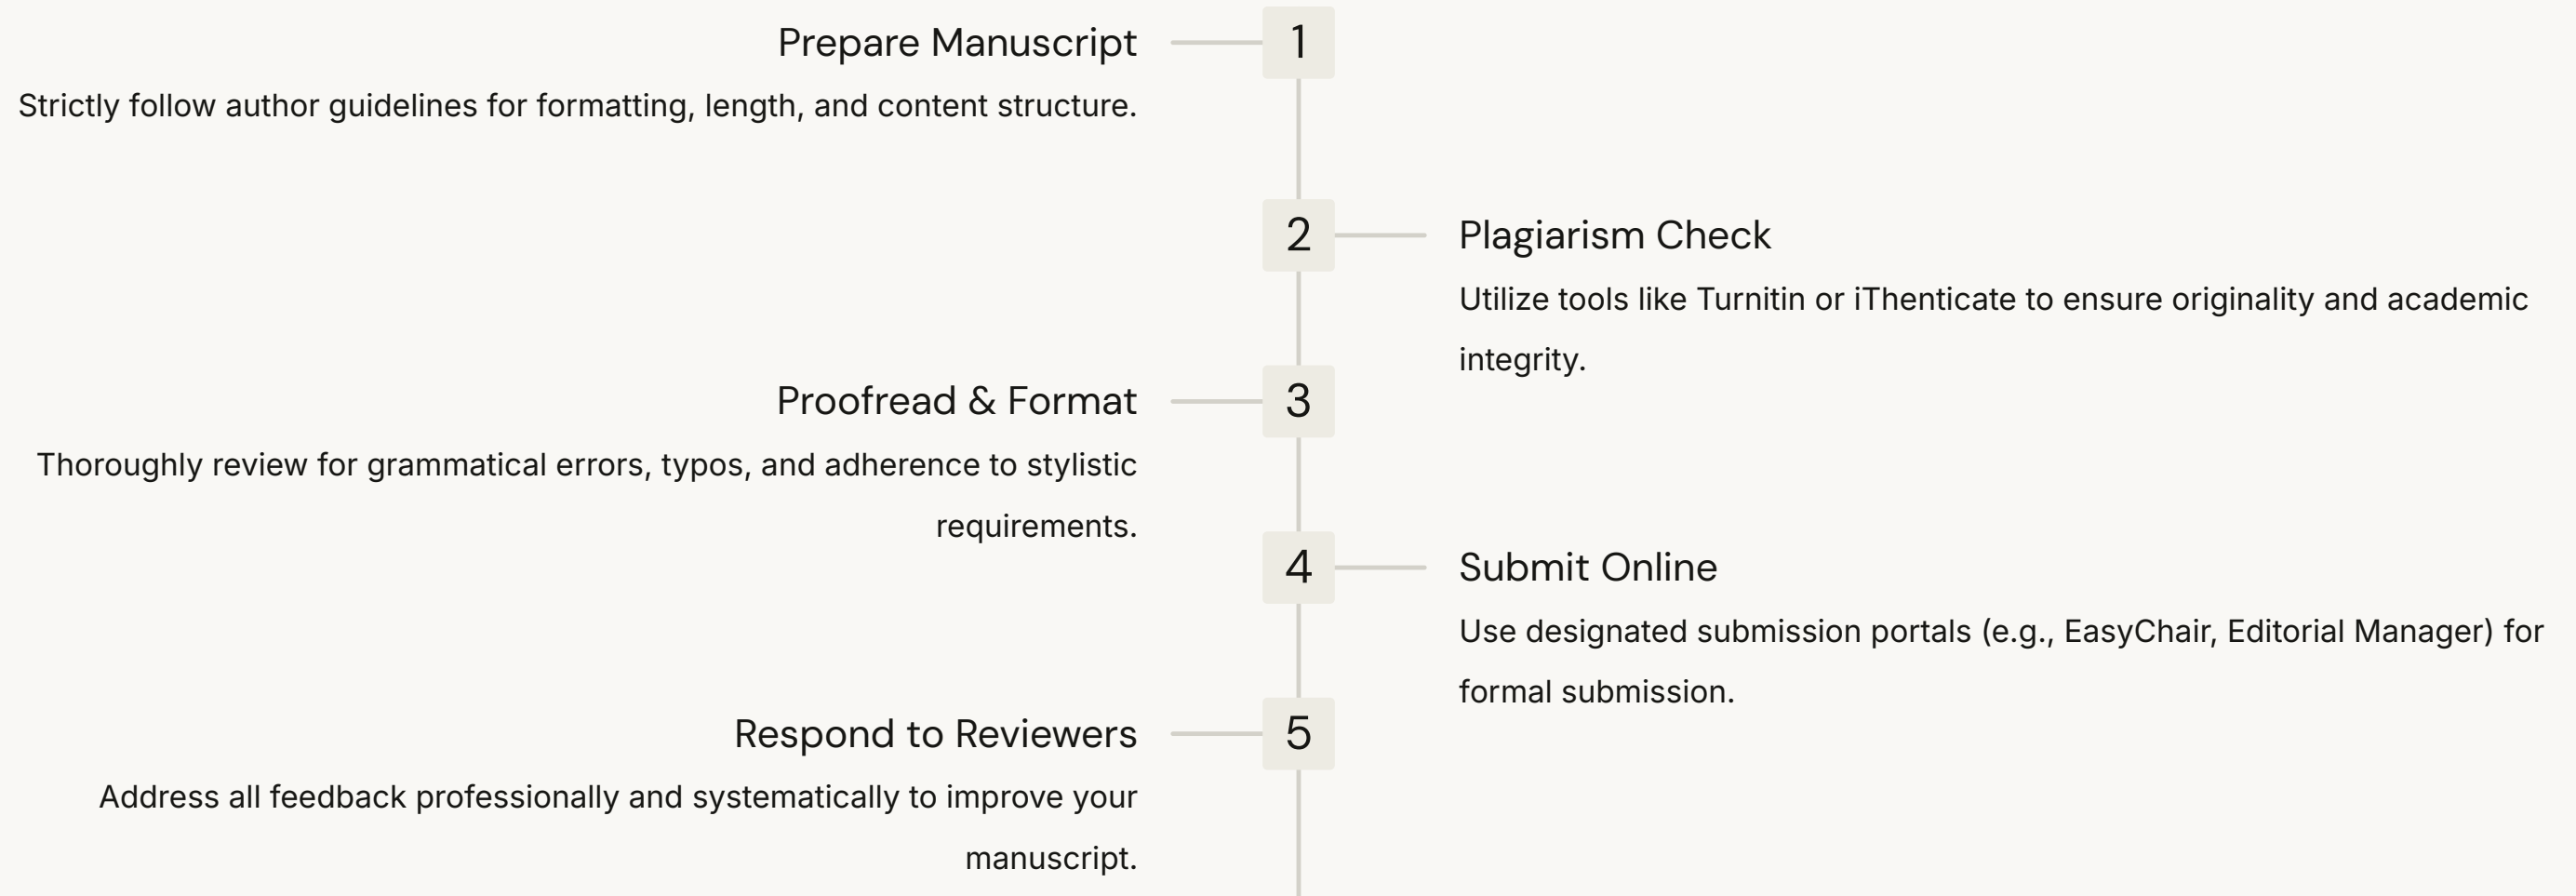 Prepare Manuscript
1
Strictly follow author guidelines for formatting, length, and content structure.
2
Plagiarism Check
Utilize tools like Turnitin or iThenticate to ensure originality and academic
integrity.
Proofread & Format
3
Thoroughly review for grammatical errors, typos, and adherence to stylistic
requirements.
4
Submit Online
Use designated submission portals (e.g., EasyChair, Editorial Manager) for
formal submission.
Respond to Reviewers
5
Address all feedback professionally and systematically to improve your
manuscript.